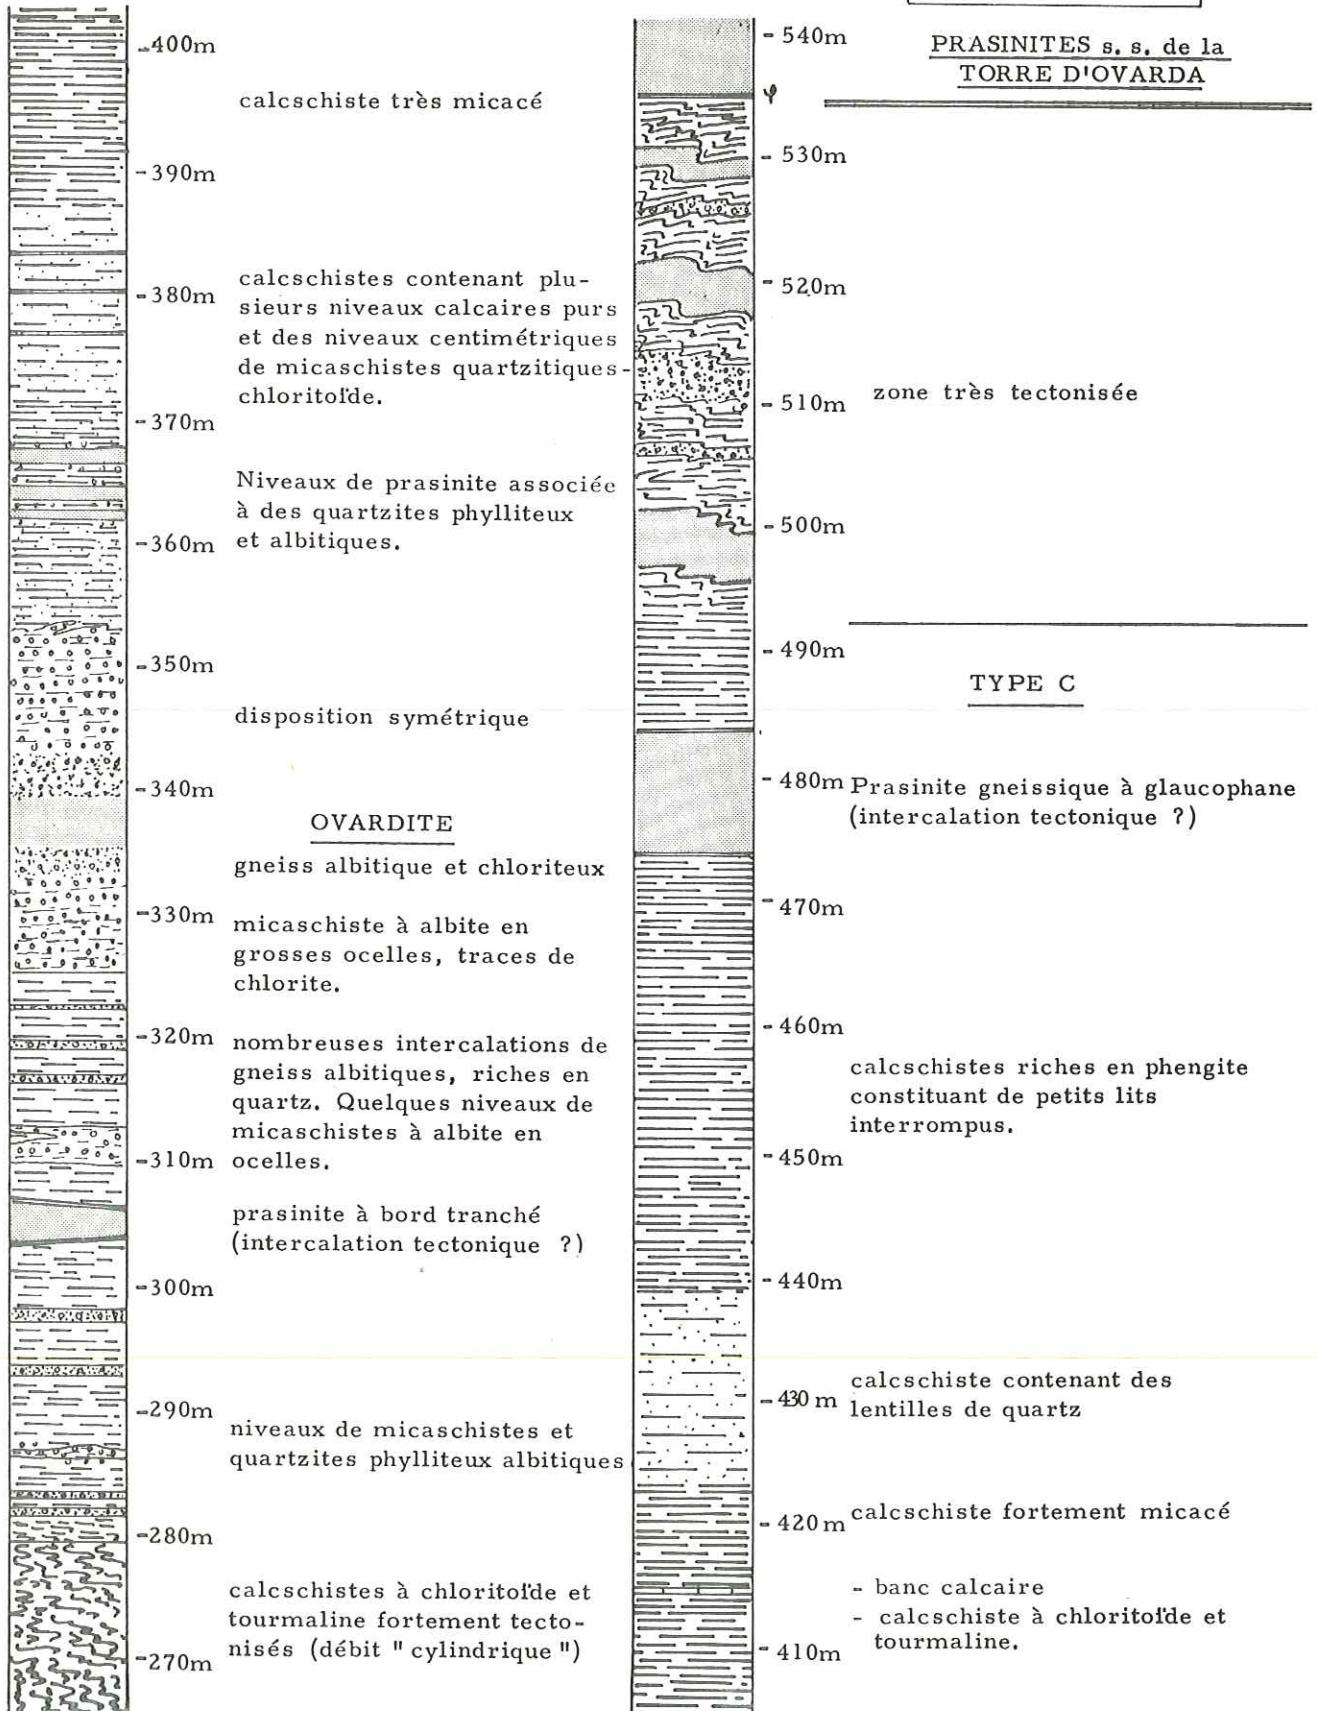 400m
calcschiste très micacé
-390m
-380m
calcschistes contenant plu-
sieurs niveaux calcaires purs
et des niveaux centimétriques
de micaschistes quartzitiques-
chloritoïde.
-370m
Niveaux de prasinite associée
à des quartzites phylliteux
et albitiques.
-360m
-350m
disposition symétrique
-340m
OVARDITE
gneiss albitique et chloriteux
-330m
micaschiste à albite en
grosses ocelles, traces de
chlorite.
-320m
nombreuses intercalations de
gneiss albitiques, riches en
quartz. Quelques niveaux de
micaschistes à albite en
ocelles.
-310m
prasinite à bord tranché
(intercalation tectonique ?)
-300m
-290m
niveaux de micaschistes et
quartzites phylliteux albitiques
-280m
calcschistes à chloritoïde et
tourmaline fortement tecto-
nisés (débit " cylindrique ")
-270m
- 540m
PRASINITES s. s. de la
TORRE D'OVARDA
φ
- 530m
- 520m
- 510m
zone très tectonisée
- 500m
- 490m
TYPE C
- 480m
Prasinite gneissique à glaucophane
(intercalation tectonique ?)
- 470m
- 460m
calcschistes riches en phengite
constituant de petits lits
interrompus.
- 450m
- 440m
calcschiste contenant des
lentilles de quartz
- 430 m
- 420 m
calcschiste fortement micacé
- banc calcaire
- calcschiste à chloritoïde et
tourmaline.
- 410m